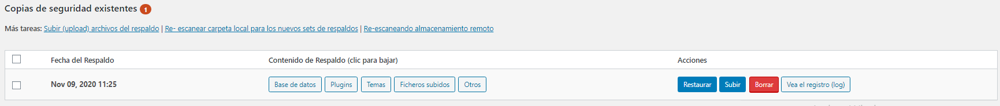 Copias de seguridad existentes 1
Más tareas: Subir (upload) archivos del respaldo | Re- escanear carpeta local para los nuevos sets de respaldos | Re-escaneando almacenamiento remoto
Fecha del Respaldo Contenido de Respaldo (clic para bajar) Acciones
Nov 09, 2020 11:25 Base de datos Plugins Temas Ficheros subidos Otros Restaurar Subir Borrar Vea el registro (log)